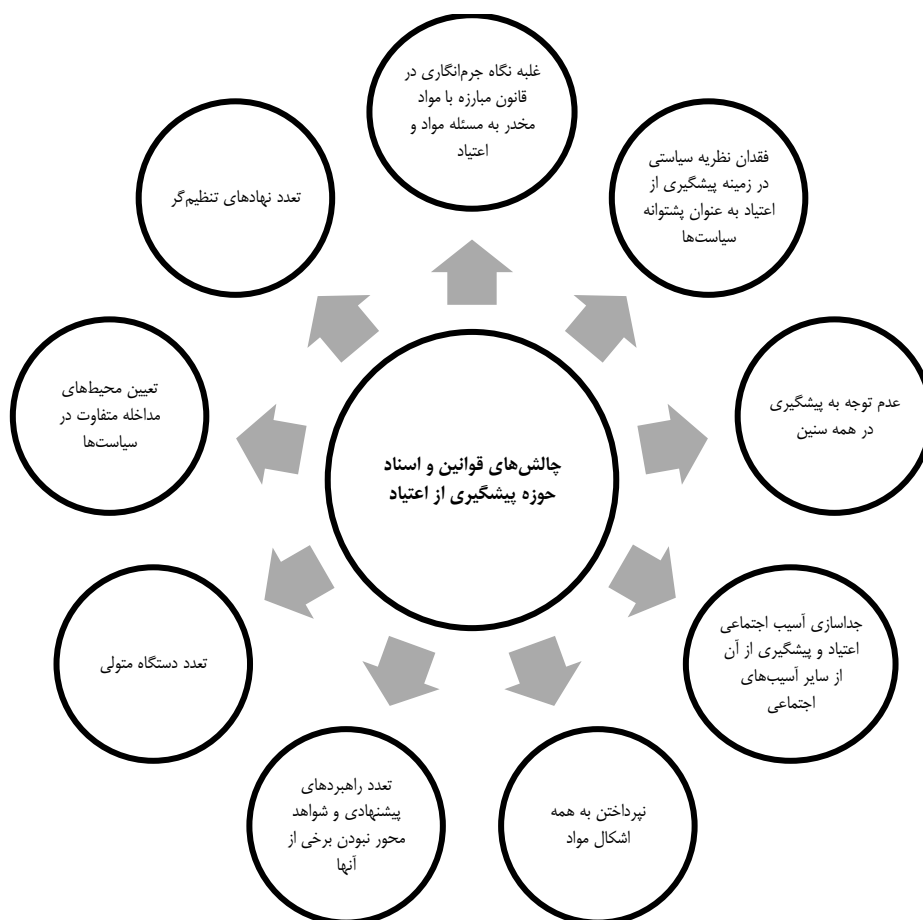 غلبه نگاه جرم‌انگاری در
قانون مبارزه با مواد
مخدر به مسئله مواد و
اعتیاد
فقدان نظریه سیاستی
در زمینه پیشگیری از
اعتیاد به عنوان پشتوانه
سیاست‌ها
عدم توجه به پیشگیری
در همه سنین
جداسازی آسیب اجتماعی
اعتیاد و پیشگیری از آن
از سایر آسیب‌های
اجتماعی
نپرداختن به همه
اشکال مواد
تعدد راهبردهای
پیشنهادی و شواهد
محور نبودن برخی از
آنها
تعدد دستگاه متولی
تعیین محیط‌های
مداخله متفاوت در
سیاست‌ها
تعدد نهادهای تنظیم‌گر
چالش‌های قوانین و اسناد
حوزه پیشگیری از اعتیاد